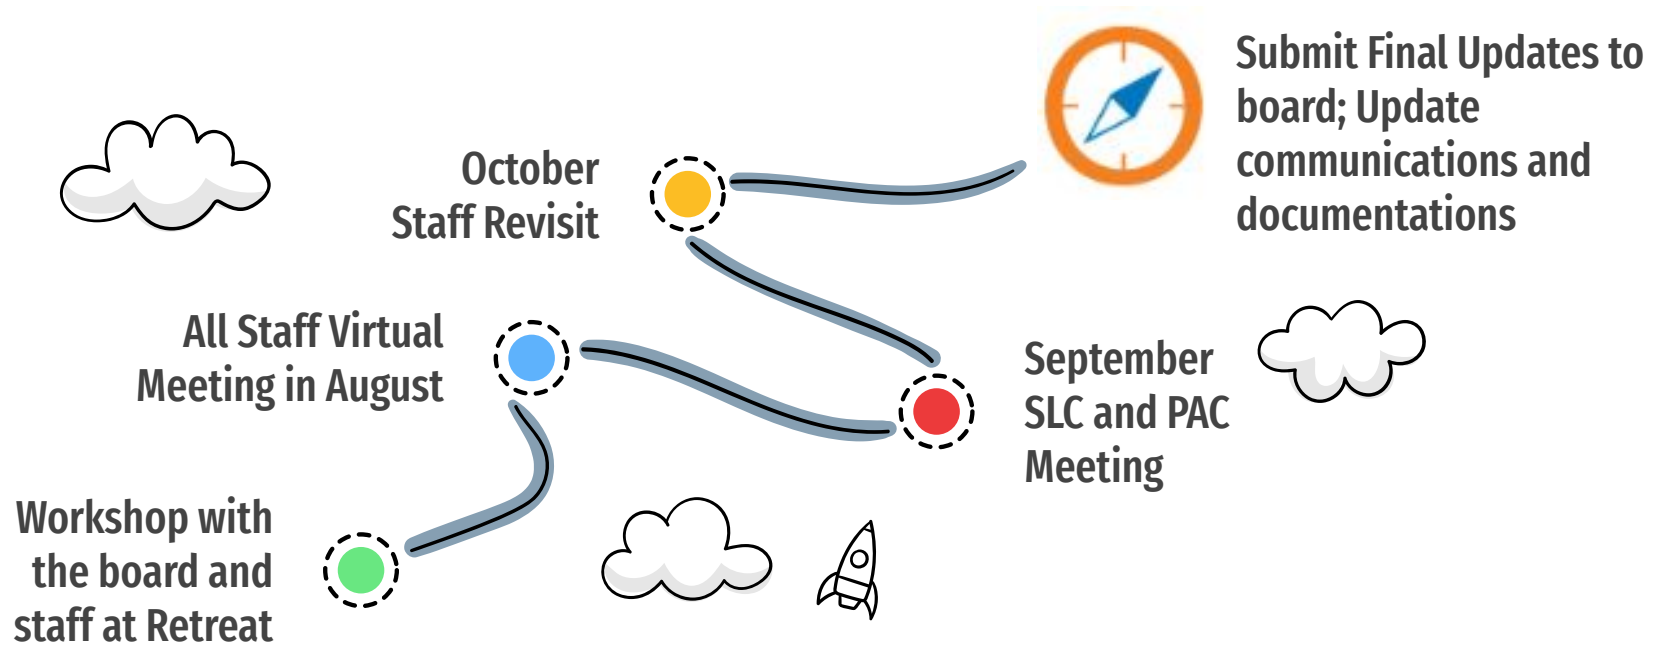 Submit Final Updates to
board; Update
communications and
documentations
October
Staff Revisit
All Staff Virtual
Meeting in August
September
SLC and PAC
Meeting
Workshop with
the board and
staff at Retreat